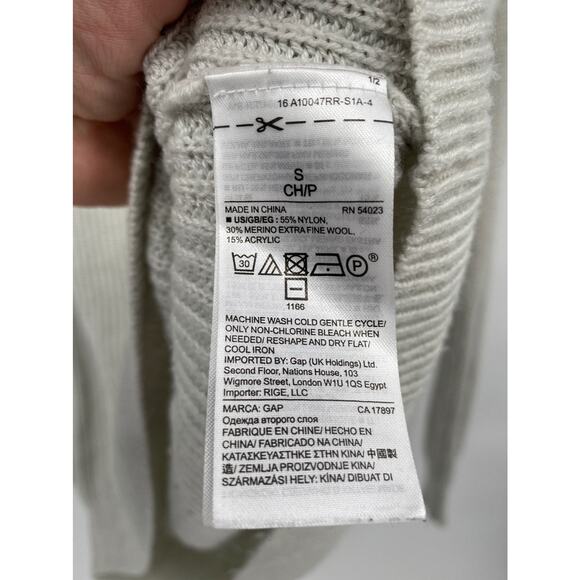 1/2
16 A10047RR-S1A-4
S
CH/P
MADE IN CHINA RN 54023
■ US/GB/EG : 55% NYLON,
30% MERINO EXTRA FINE WOOL,
15% ACRYLIC
30 P ®
1166
MACHINE WASH COLD GENTLE CYCLE/
ONLY NON-CHLORINE BLEACH WHEN
NEEDED/ RESHAPE AND DRY FLAT/
COOL IRON
IMPORTED BY: Gap (UK Holdings) Ltd.
Second Floor, Nations House, 103
Wigmore Street, London W1U 1QS Egypt
Importer: RIGE, LLC
MARCA: GAP CA 17897
Одежда второго слоя
FABRIQUE EN CHINE/ HECHO EN
CHINA/ FABRICADO NA CHINA/
ΚΑΤΑΣΚΕΥΑΣΤΗΚΕ ΣΤΗΝ ΚΙΝΑ/ 中國製
造/ ZEMLJA PROIZVODNJE KINA/
SZÁRMAZÁSI HELY: KÍNA/ DIBUAT DI